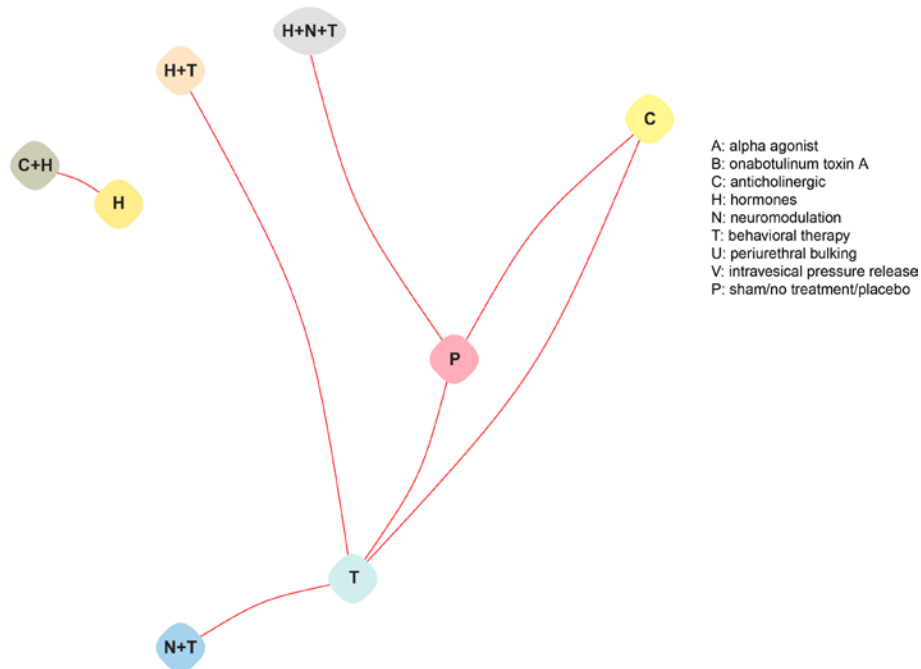 H+N+T
H+T
C
C+H
H
A: alpha agonist
B: onabotulinum toxin A
C: anticholinergic
H: hormones
N: neuromodulation
T: behavioral therapy
U: periurethral bulking
V: intravesical pressure release
P: sham/no treatment/placebo
P
T
N+T